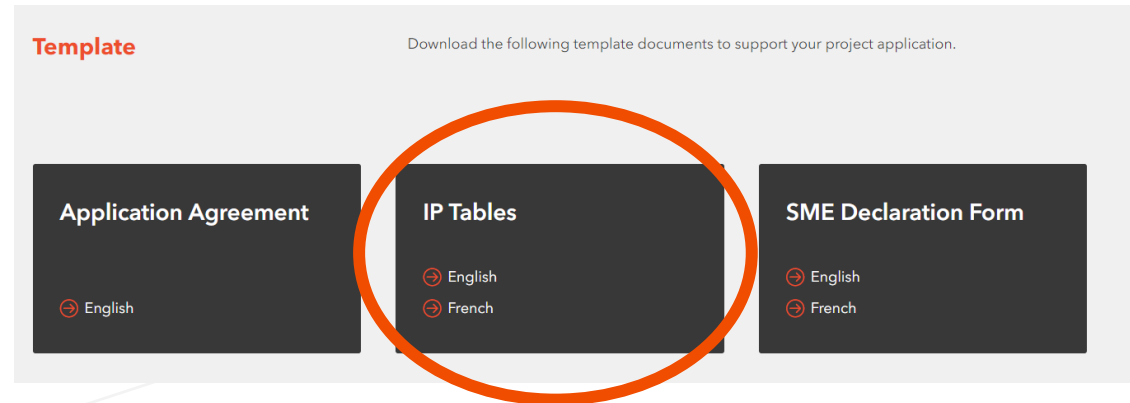 Template
Download the following template documents to support your project application.
Application Agreement
English
IP Tables
English
French
SME Declaration Form
English
French